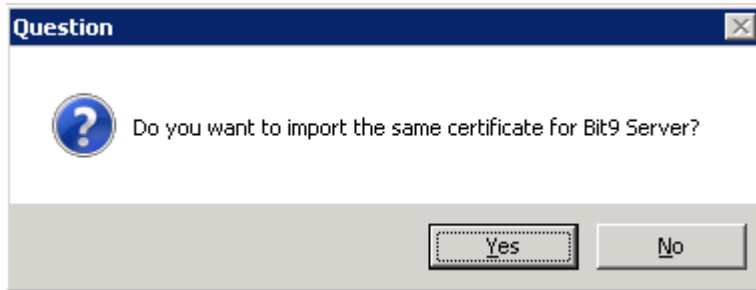 Question
Do you want to import the same certificate for Bit9 Server?
Yes
No